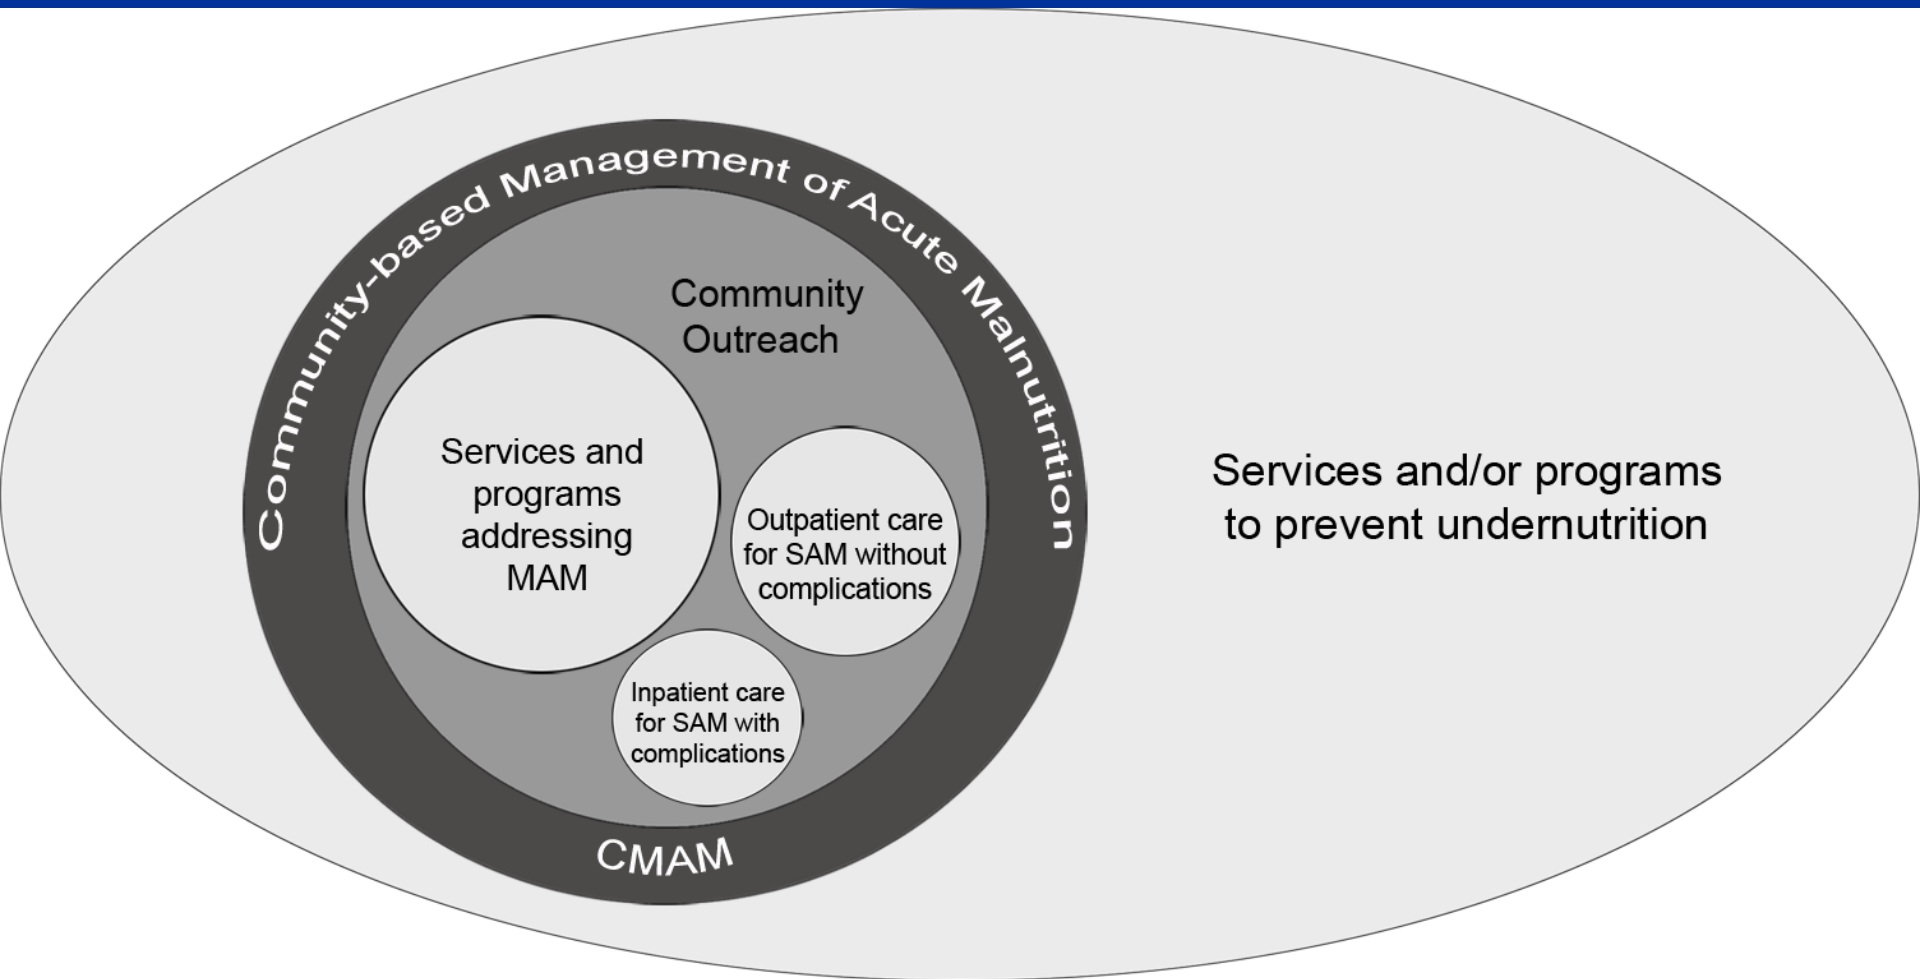 Community-based Management of Acute Malnutrition
Community
Outreach
Services and
programs
addressing
MAM
Outpatient care
for SAM without
complications
Inpatient care
for SAM with
complications
CMAM
Services and/or programs
to prevent undernutrition